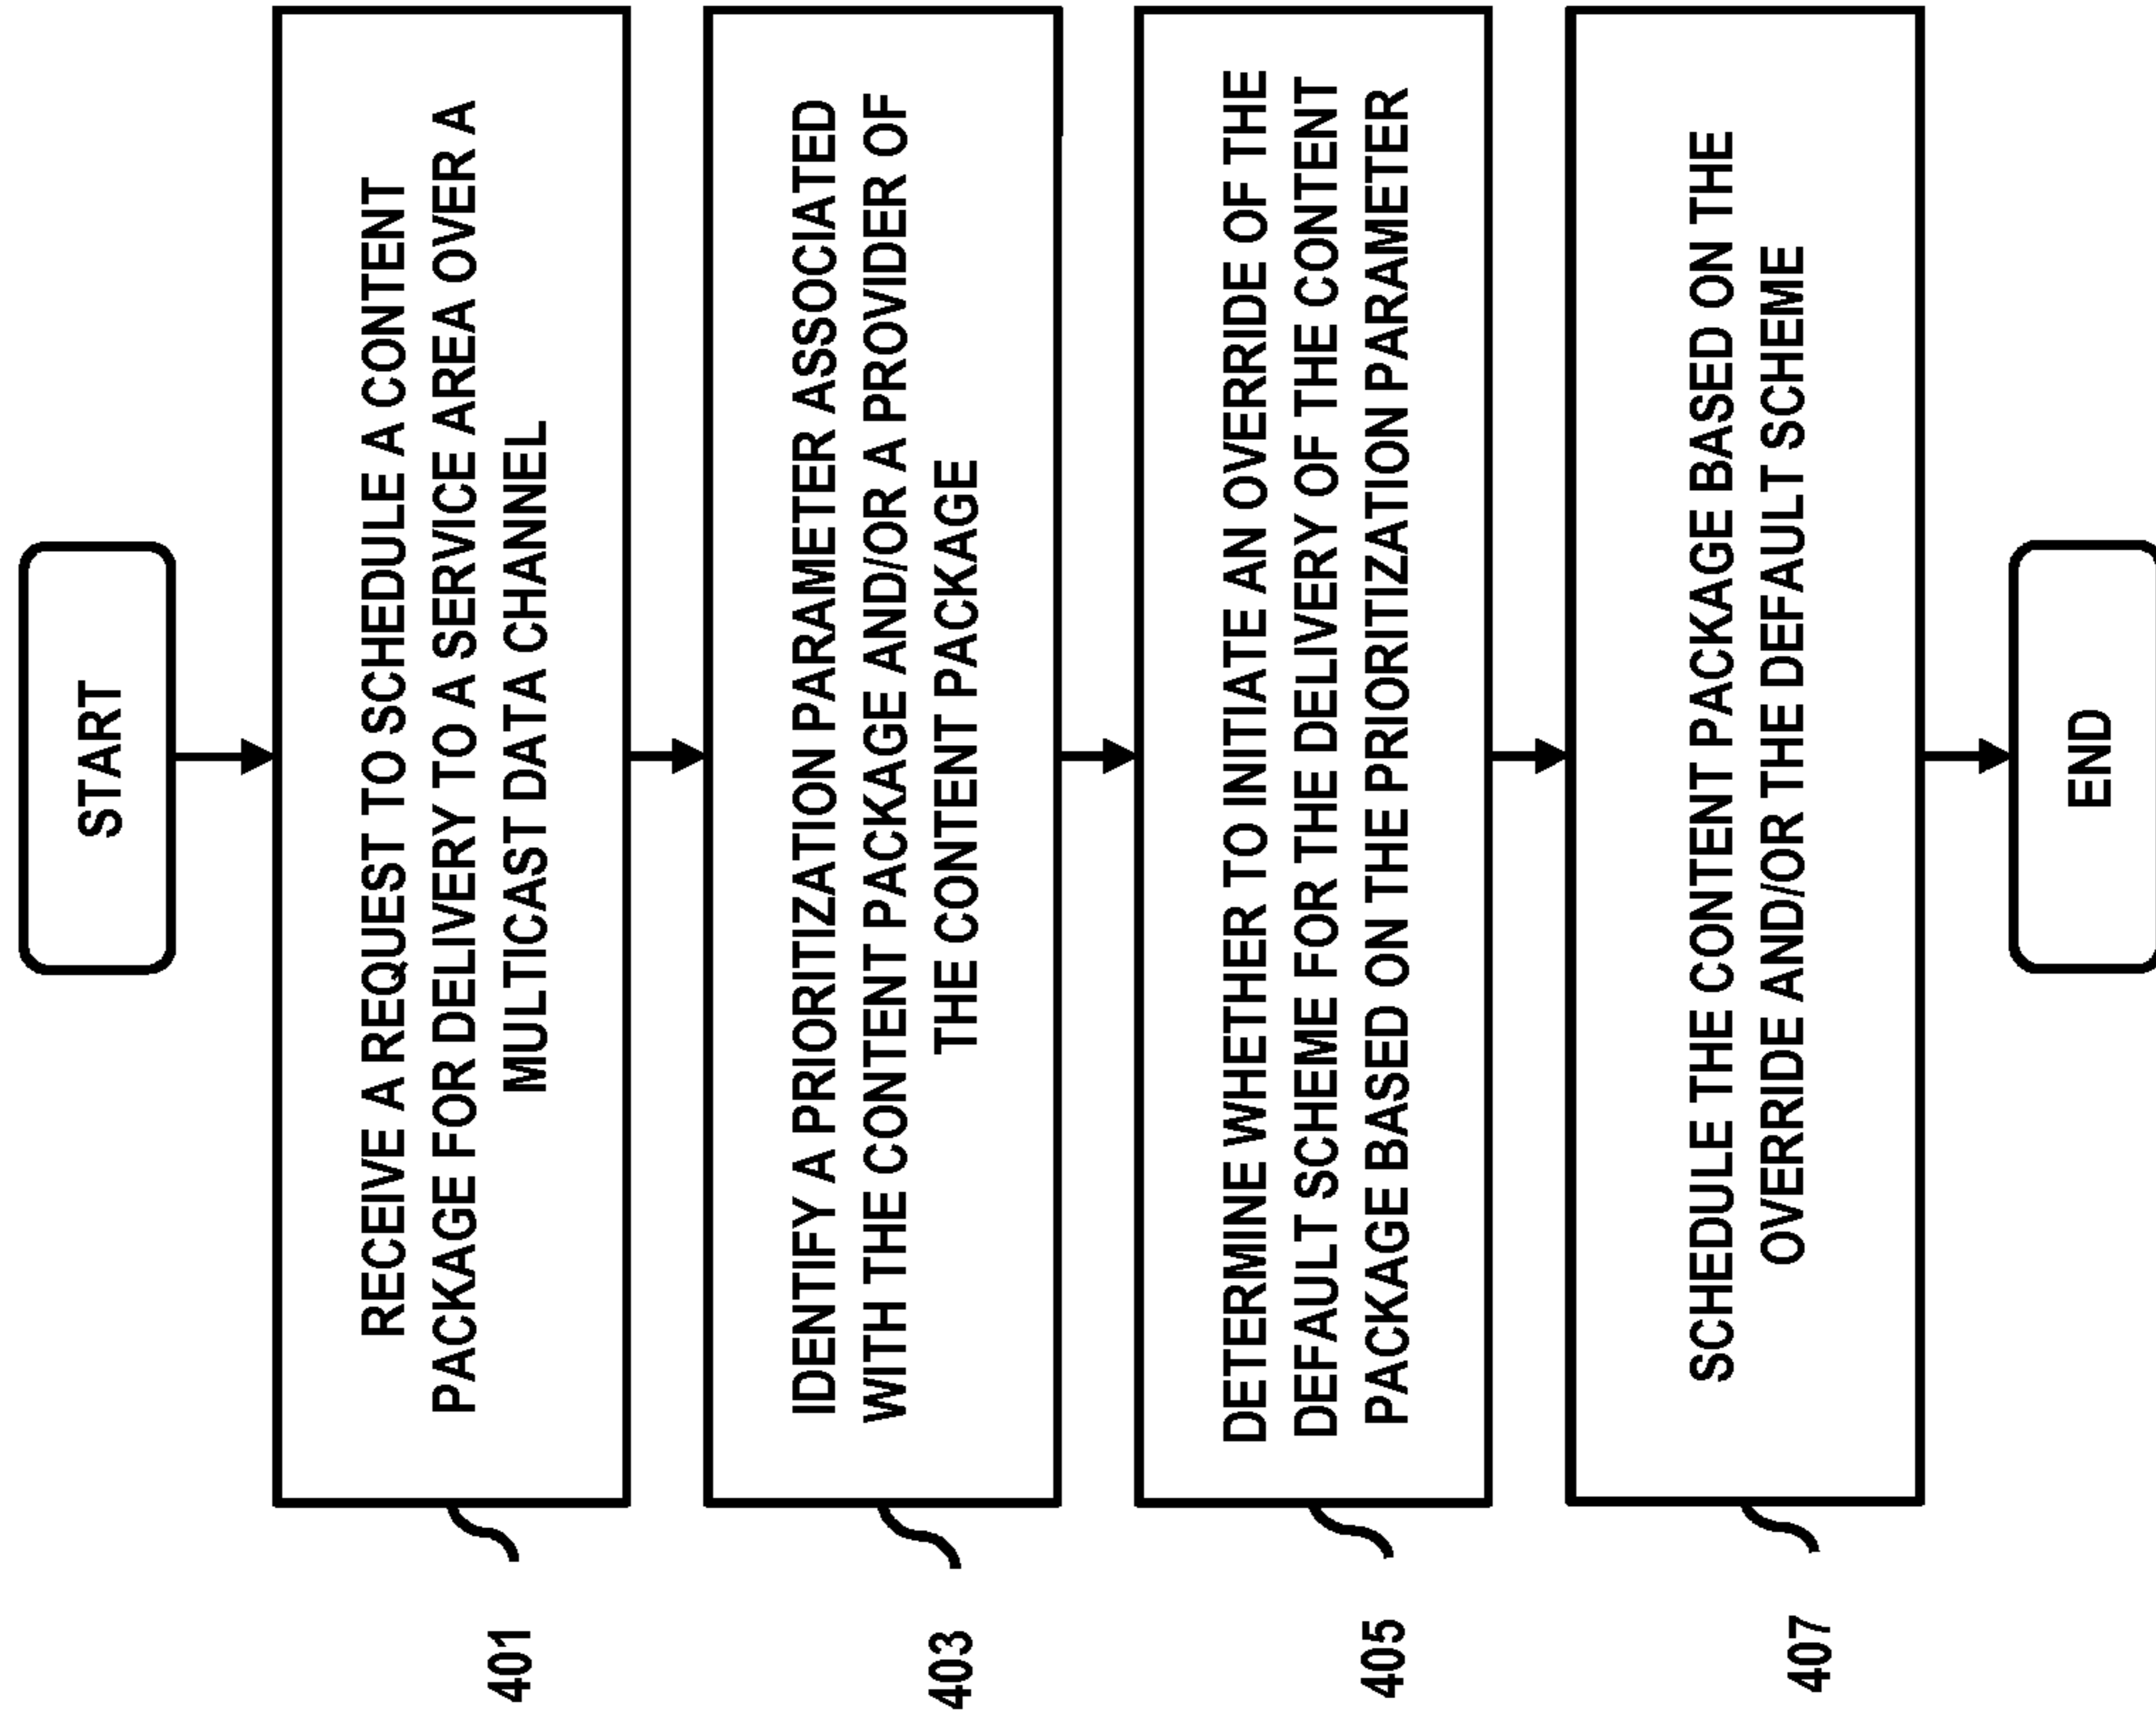 START
RECEIVE A REQUEST TO SCHEDULE A CONTENT
PACKAGE FOR DELIVERY TO A SERVICE AREA OVER A
MULTICAST DATA CHANNEL
401
IDENTIFY A PRIORITIZATION PARAMETER ASSOCIATED
WITH THE CONTENT PACKAGE AND/OR A PROVIDER OF
THE CONTENT PACKAGE
403
DETERMINE WHETHER TO INITIATE AN OVERRIDE OF THE
DEFAULT SCHEME FOR THE DELIVERY OF THE CONTENT
PACKAGE BASED ON THE PRIORITIZATION PARAMETER
405
SCHEDULE THE CONTENT PACKAGE BASED ON THE
OVERRIDE AND/OR THE DEFAULT SCHEME
407
END